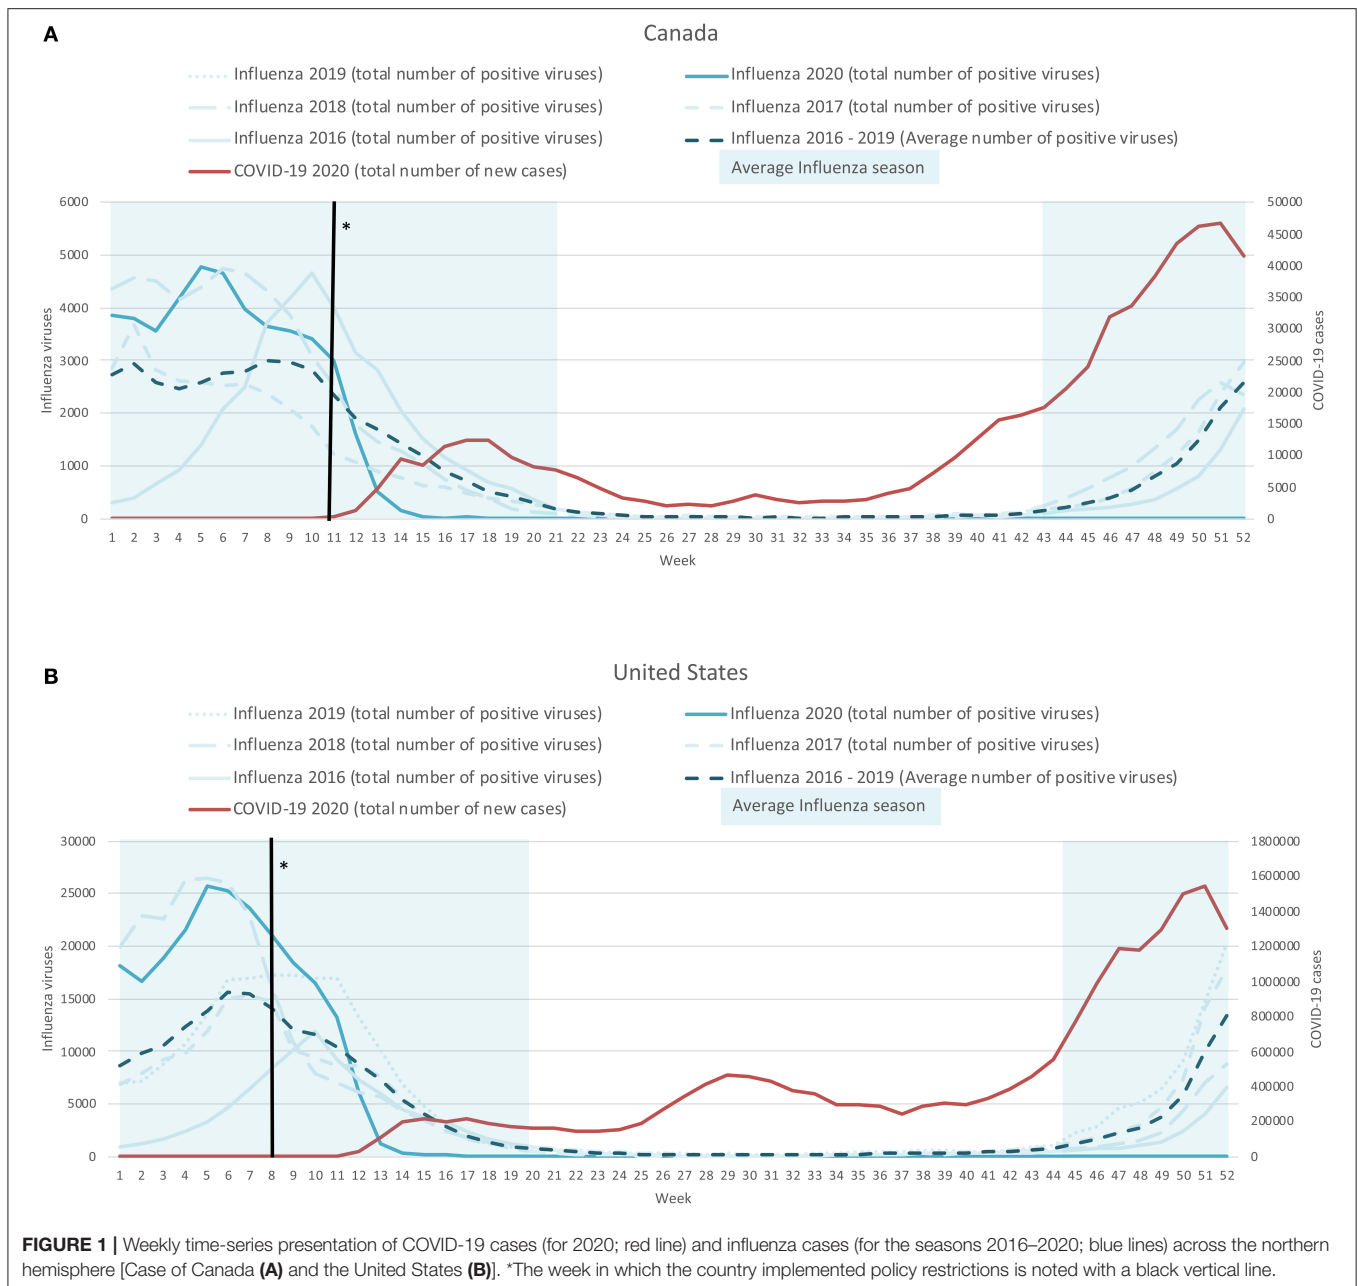 A
Canada
Influenza 2019 (total number of positive viruses)
Influenza 2020 (total number of positive viruses)
Influenza 2018 (total number of positive viruses)
Influenza 2017 (total number of positive viruses)
Influenza 2016 (total number of positive viruses)
Influenza 2016 - 2019 (Average number of positive viruses)
COVID-19 2020 (total number of new cases)
Average Influenza season
6000
5000
4000
3000
2000
1000
0
Influenza viruses
*
50000
45000
40000
35000
30000
25000
20000
15000
10000
5000
0
COVID-19 cases
1 2 3 4 5 6 7 8 9 10 11 12 13 14 15 16 17 18 19 20 21 22 23 24 25 26 27 28 29 30 31 32 33 34 35 36 37 38 39 40 41 42 43 44 45 46 47 48 49 50 51 52
Week
B
United States
Influenza 2019 (total number of positive viruses)
Influenza 2020 (total number of positive viruses)
Influenza 2018 (total number of positive viruses)
Influenza 2017 (total number of positive viruses)
Influenza 2016 (total number of positive viruses)
Influenza 2016 - 2019 (Average number of positive viruses)
COVID-19 2020 (total number of new cases)
Average Influenza season
30000
25000
20000
15000
10000
5000
0
Influenza viruses
*
1800000
1600000
1400000
1200000
1000000
800000
600000
400000
200000
0
COVID-19 cases
1 2 3 4 5 6 7 8 9 10 11 12 13 14 15 16 17 18 19 20 21 22 23 24 25 26 27 28 29 30 31 32 33 34 35 36 37 38 39 40 41 42 43 44 45 46 47 48 49 50 51 52
Week
FIGURE 1 | Weekly time-series presentation of COVID-19 cases (for 2020; red line) and influenza cases (for the seasons 2016–2020; blue lines) across the northern
hemisphere [Case of Canada (A) and the United States (B)]. *The week in which the country implemented policy restrictions is noted with a black vertical line.